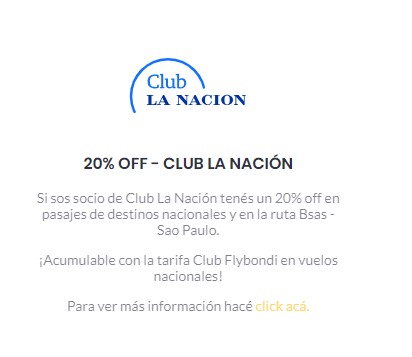 Club
LA NACION
20% OFF - CLUB LA NACIÓN
Si sos socio de Club La Nación tenés un 20% off en
pasajes de destinos nacionales y en la ruta Bsas -
Sao Paulo.
¡Acumulable con la tarifa Club Flybondi en vuelos
nacionales!
Para ver más información hacé click acá.